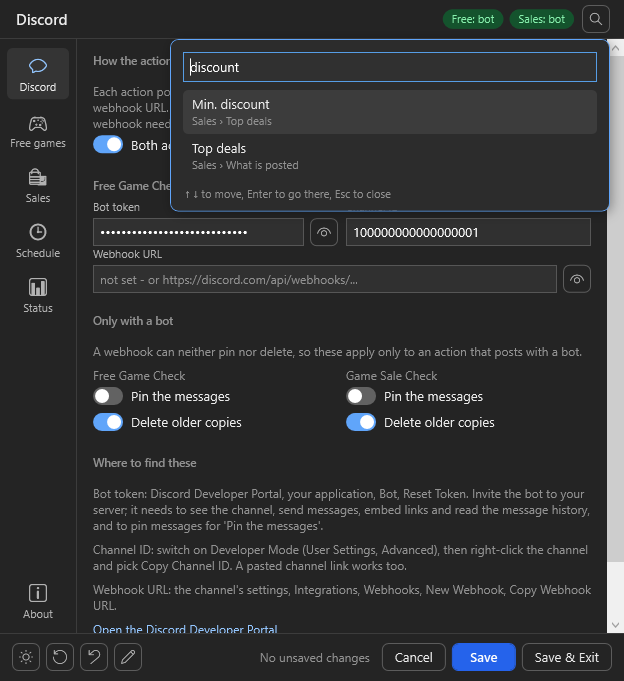 Discord
Free: bot
Sales: bot
discount
Min. discount
Sales › Top deals
Top deals
Sales › What is posted
↑ ↓ to move, Enter to go there, Esc to close
Discord
Free games
Sales
Schedule
Status
About
How the action
Each action po
webhook URL.
webhook need
Both ac
Free Game Che
Bot token
••••••••••••••••••••••••••••
100000000000000001
Webhook URL
not set - or https://discord.com/api/webhooks/...
Only with a bot
A webhook can neither pin nor delete, so these apply only to an action that posts with a bot.
Free Game Check
Game Sale Check
Pin the messages
Pin the messages
Delete older copies
Delete older copies
Where to find these
Bot token: Discord Developer Portal, your application, Bot, Reset Token. Invite the bot to your
server; it needs to see the channel, send messages, embed links and read the message history,
and to pin messages for 'Pin the messages'.
Channel ID: switch on Developer Mode (User Settings, Advanced), then right-click the channel
and pick Copy Channel ID. A pasted channel link works too.
Webhook URL: the channel's settings, Integrations, Webhooks, New Webhook, Copy Webhook
URL.
Open the Discord Developer Portal
No unsaved changes
Cancel
Save
Save & Exit